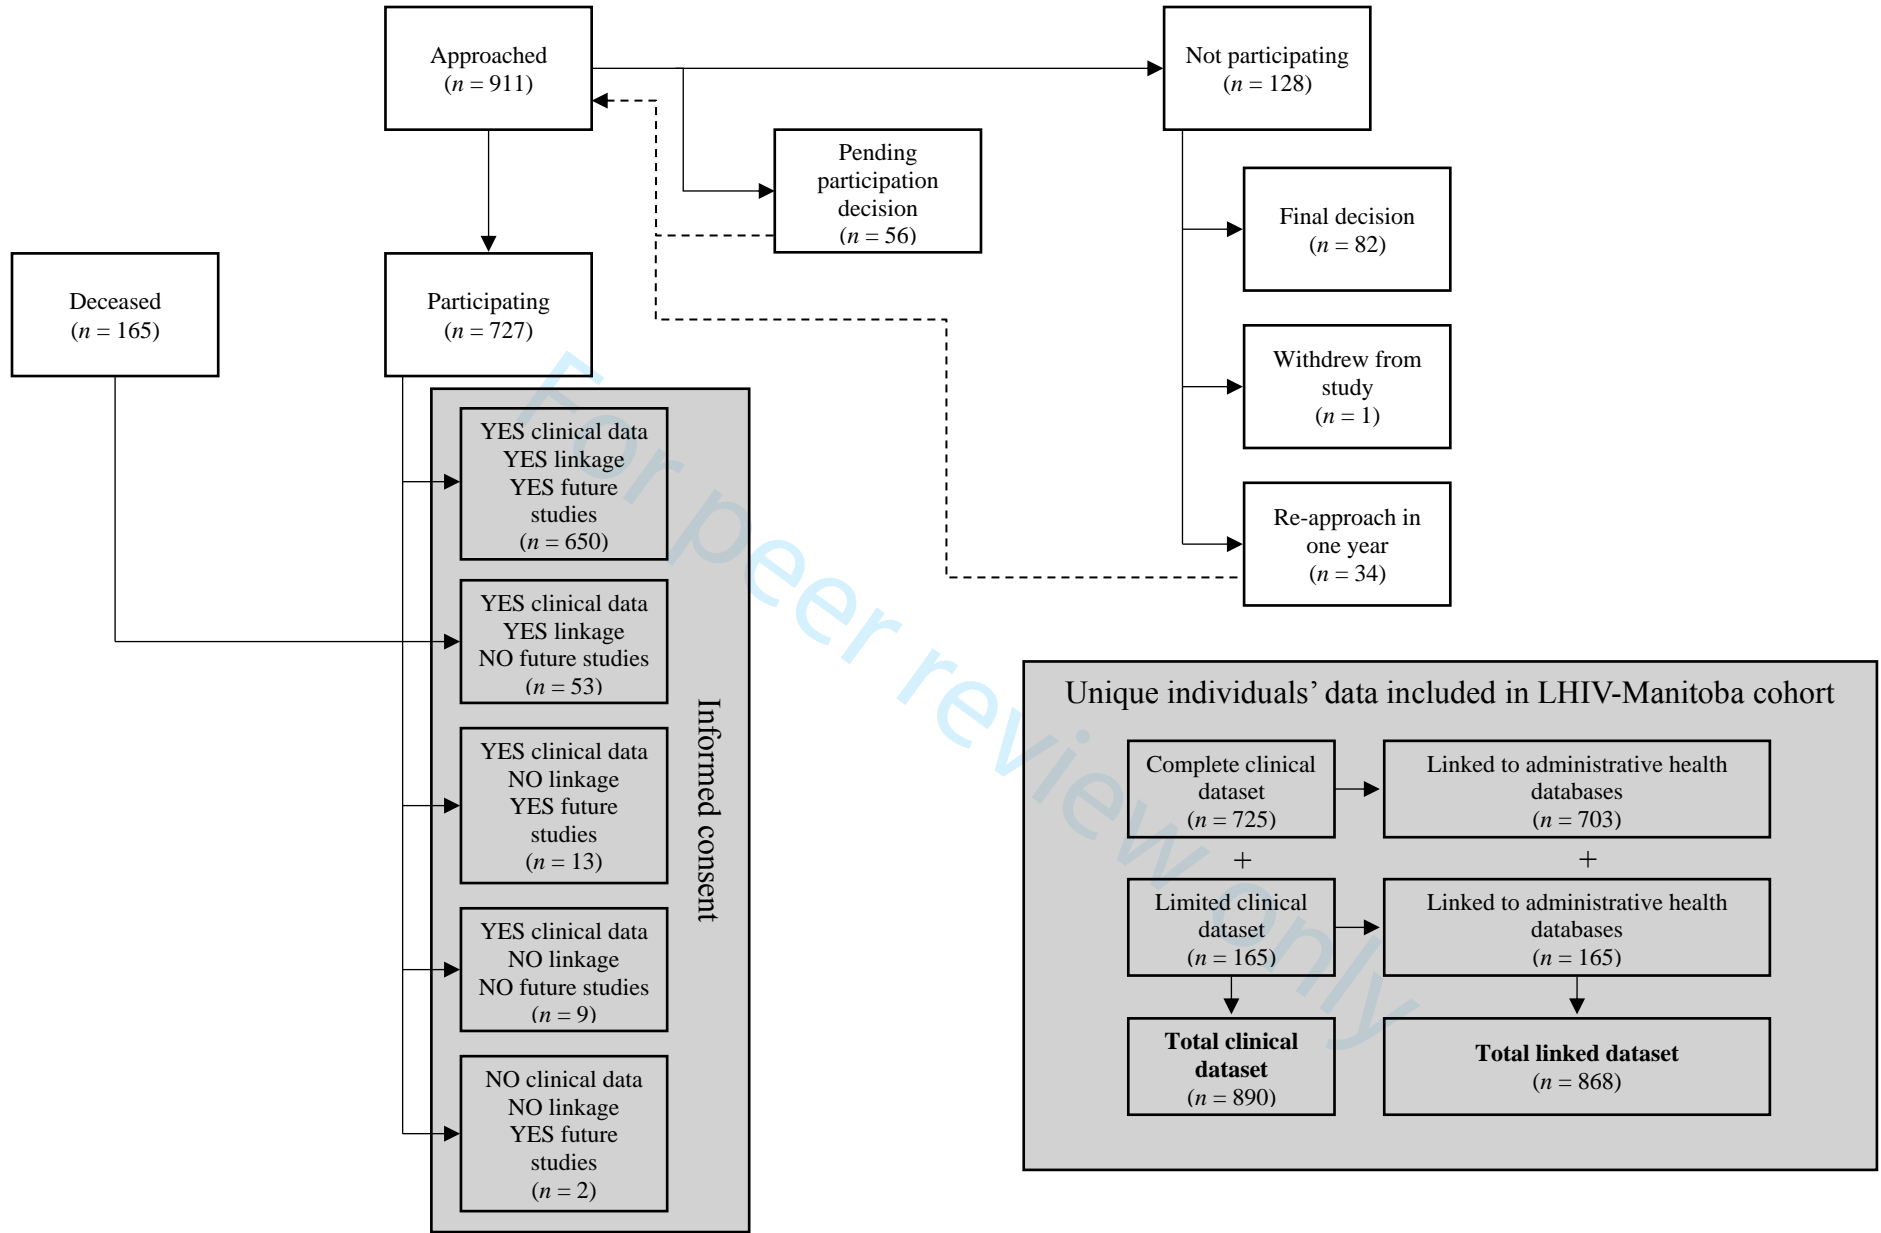 Approached
(n = 911)
Not participating
(n = 128)
Pending
participation
decision
(n = 56)
Final decision
(n = 82)
Deceased
(n = 165)
Participating
(n = 727)
Withdrew from
study
(n = 1)
Re-approach in
one year
(n = 34)
YES clinical data
YES linkage
YES future
studies
(n = 650)
YES clinical data
YES linkage
NO future studies
(n = 53)
YES clinical data
NO linkage
YES future
studies
(n = 13)
YES clinical data
NO linkage
NO future studies
(n = 9)
NO clinical data
NO linkage
YES future
studies
(n = 2)
Informed consent
Unique individuals’ data included in LHIV-Manitoba cohort
Complete clinical
dataset
(n = 725)
Linked to administrative health
databases
(n = 703)
+
+
Limited clinical
dataset
(n = 165)
Linked to administrative health
databases
(n = 165)
Total clinical
dataset
(n = 890)
Total linked dataset
(n = 868)
For peer review only